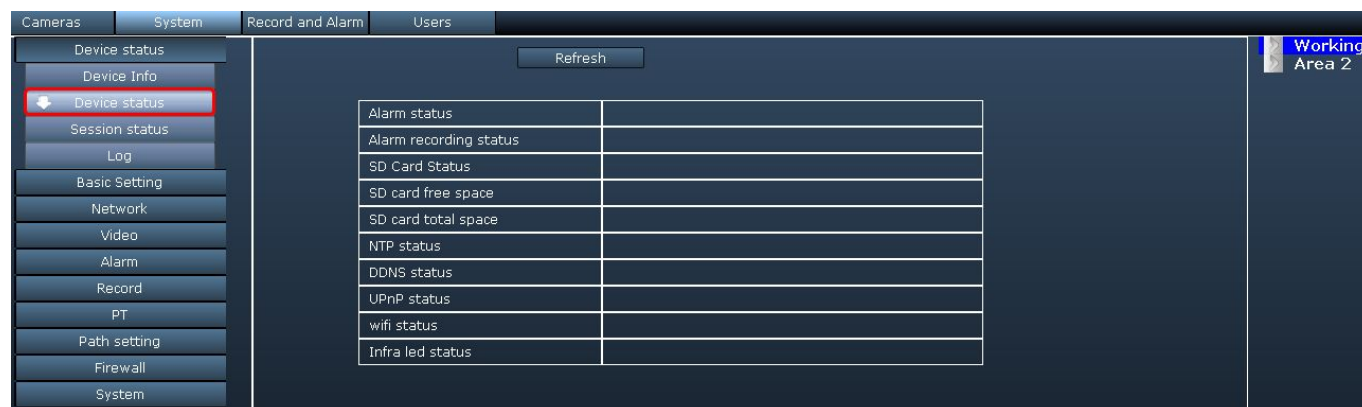 Cameras System Record and Alarm Users
Device status
Device Info
Device status
Session status
Log
Basic Setting
Network
Video
Alarm
Record
PT
Path setting
Firewall
System
Refresh
Alarm status
Alarm recording status
SD Card Status
SD card free space
SD card total space
NTP status
DDNS status
UPnP status
wifi status
Infra led status
Working
Area 2